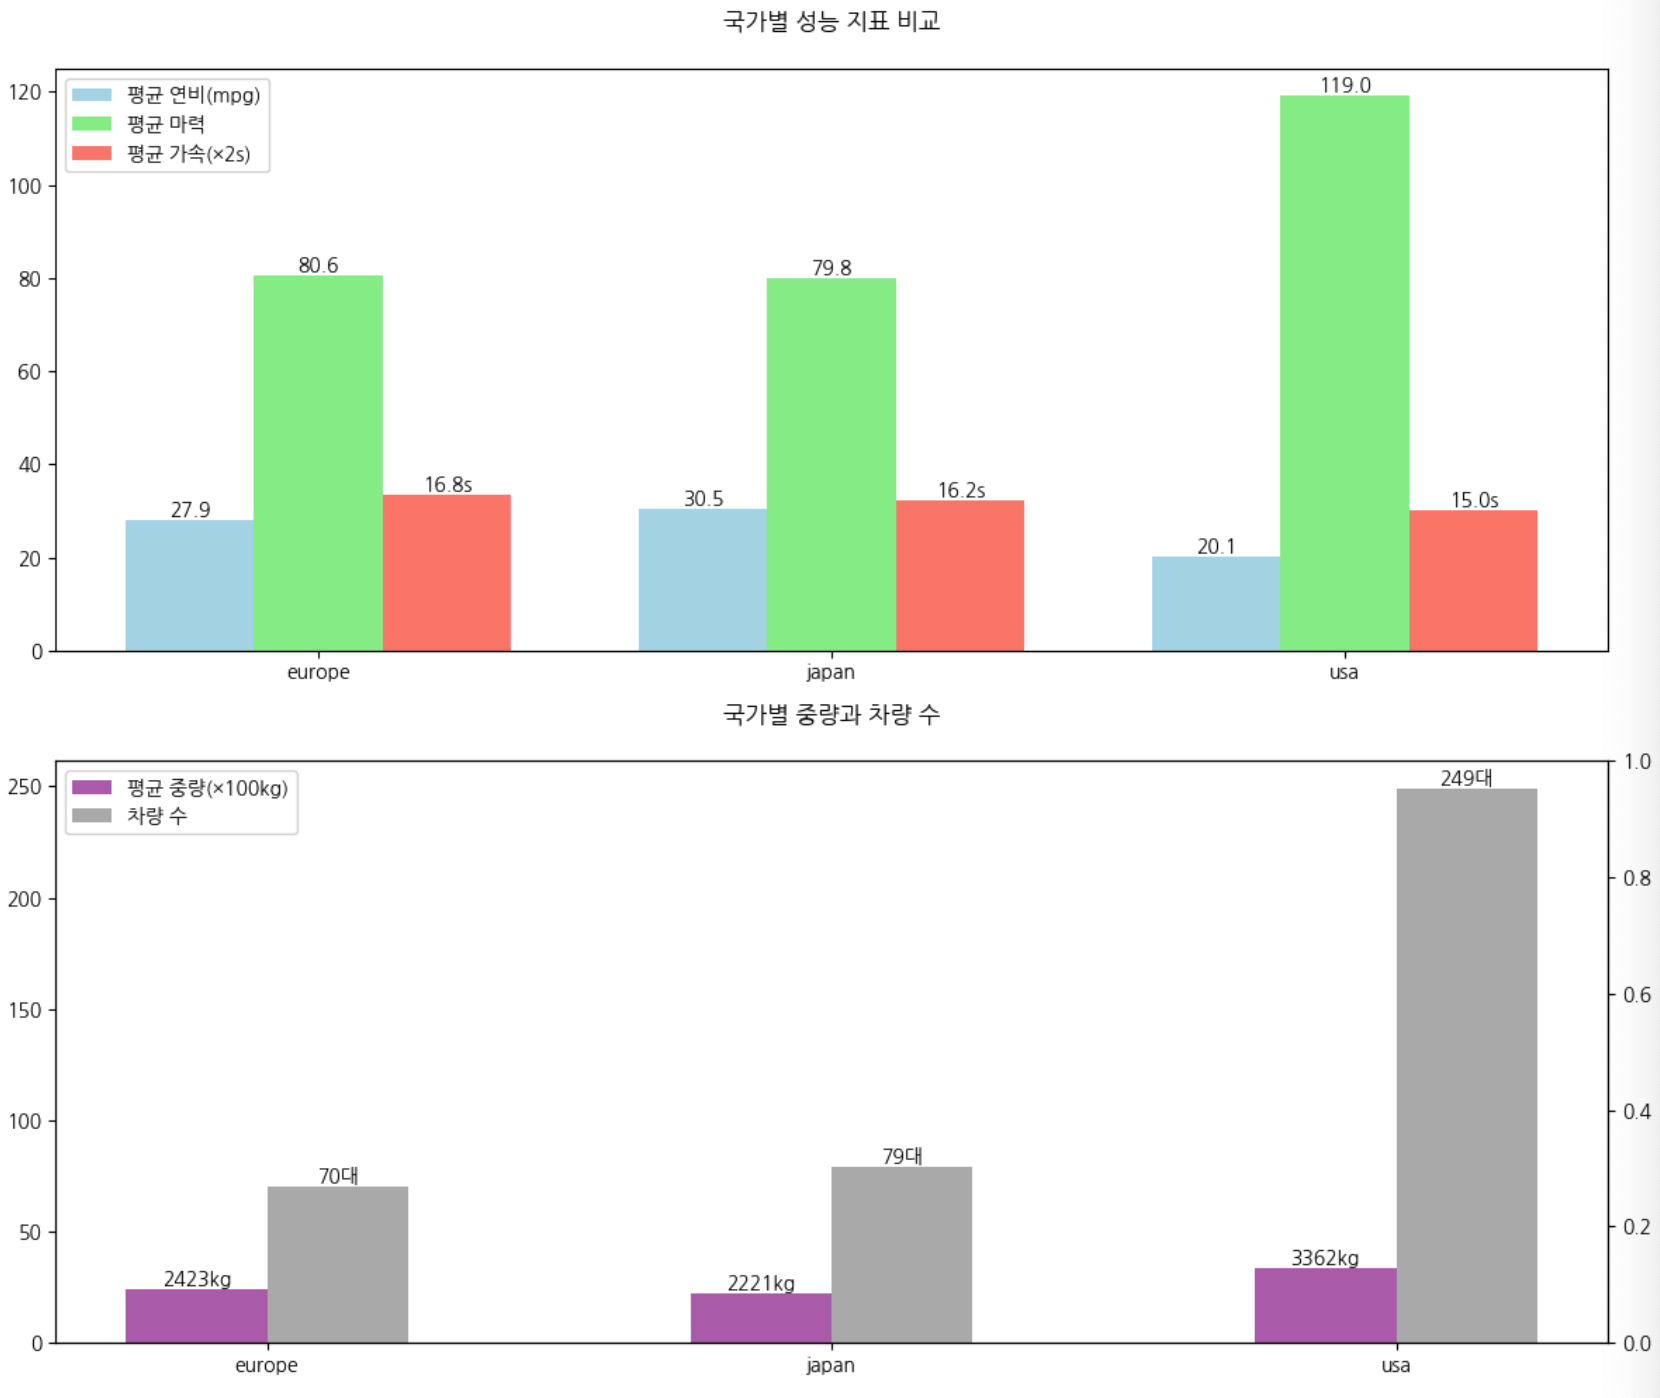 국가별 성능 지표 비교
평균 연비(mpg)
평균 마력
평균 가속(×2s)
120
100
80
60
40
20
0
27.9
80.6
16.8s
30.5
79.8
16.2s
20.1
119.0
15.0s
europe
japan
usa
국가별 중량과 차량 수
평균 중량(×100kg)
차량 수
250
200
150
100
50
0
2423kg
70대
2221kg
79대
3362kg
249대
1.0
0.8
0.6
0.4
0.2
0.0
europe
japan
usa